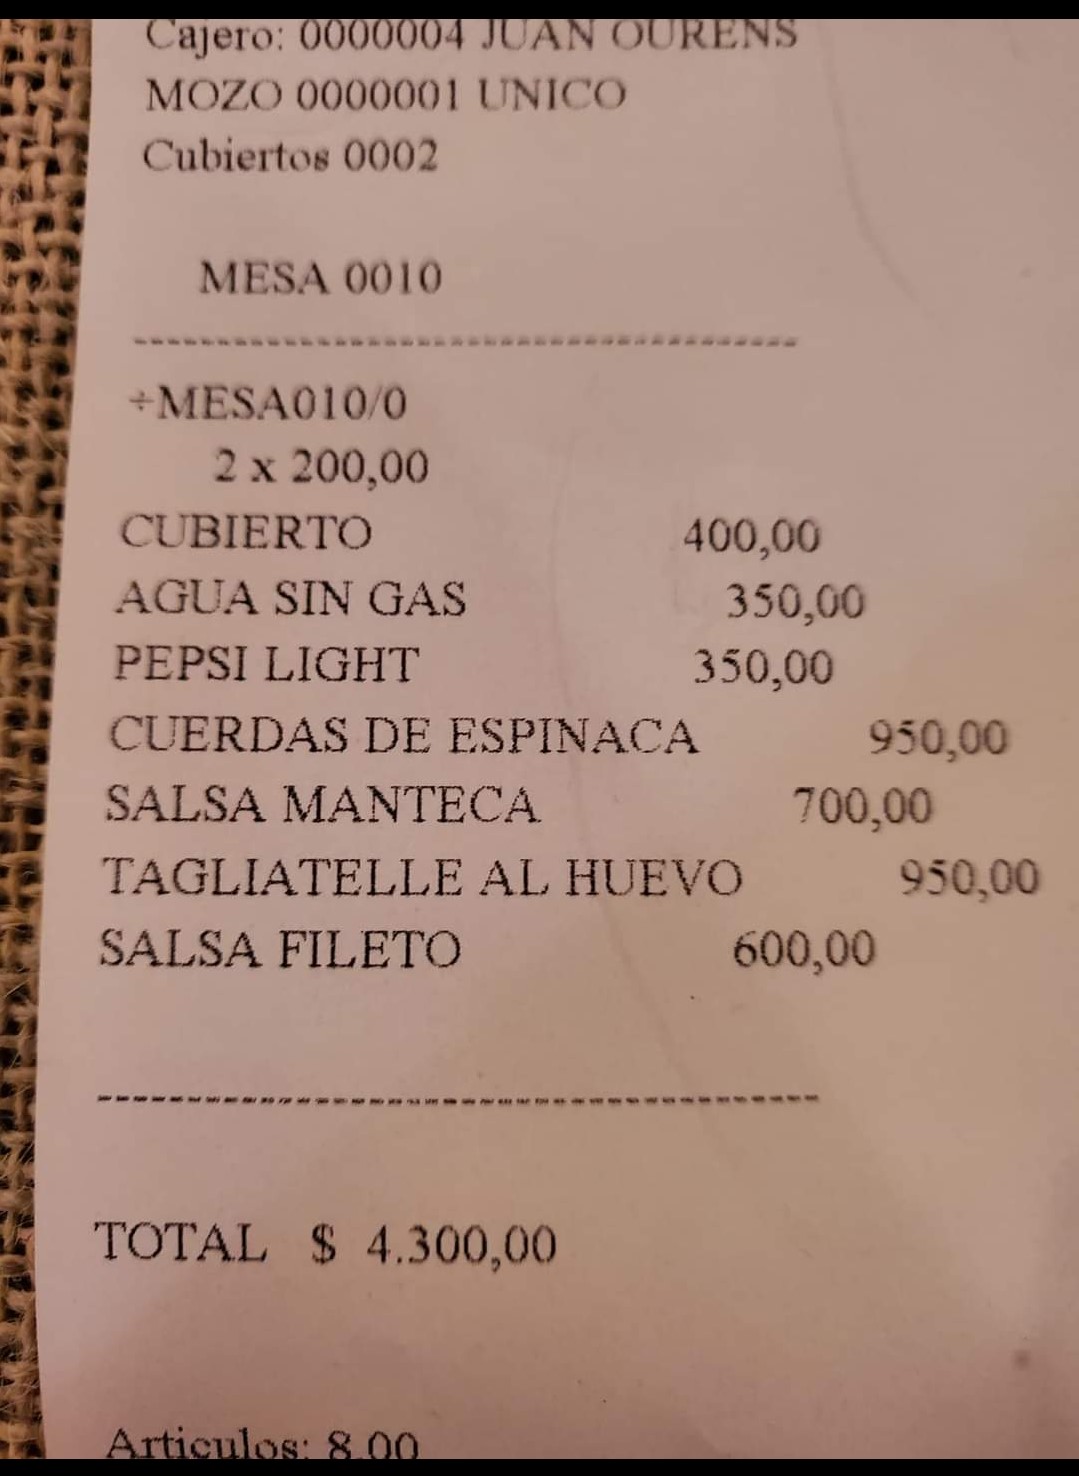 Cajero: 0000004 JUAN OURENS
MOZO 0000001 UNICO
Cubiertos 0002
MESA 0010
----------------------------------------
÷MESA010/0
2 x 200,00
CUBIERTO 400,00
AGUA SIN GAS 350,00
PEPSI LIGHT 350,00
CUERDAS DE ESPINACA 950,00
SALSA MANTECA 700,00
TAGLIATELLE AL HUEVO 950,00
SALSA FILETO 600,00
----------------------------------------
TOTAL $ 4.300,00
Articulos: 8.00